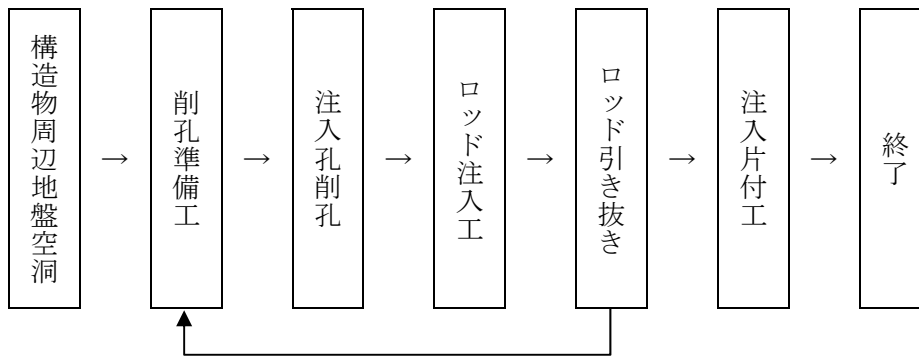 構造物周辺地盤空洞
→
削孔準備工
→
注入孔削孔
→
ロッド注入工
→
ロッド引き抜き
→
注入片付工
→
終了